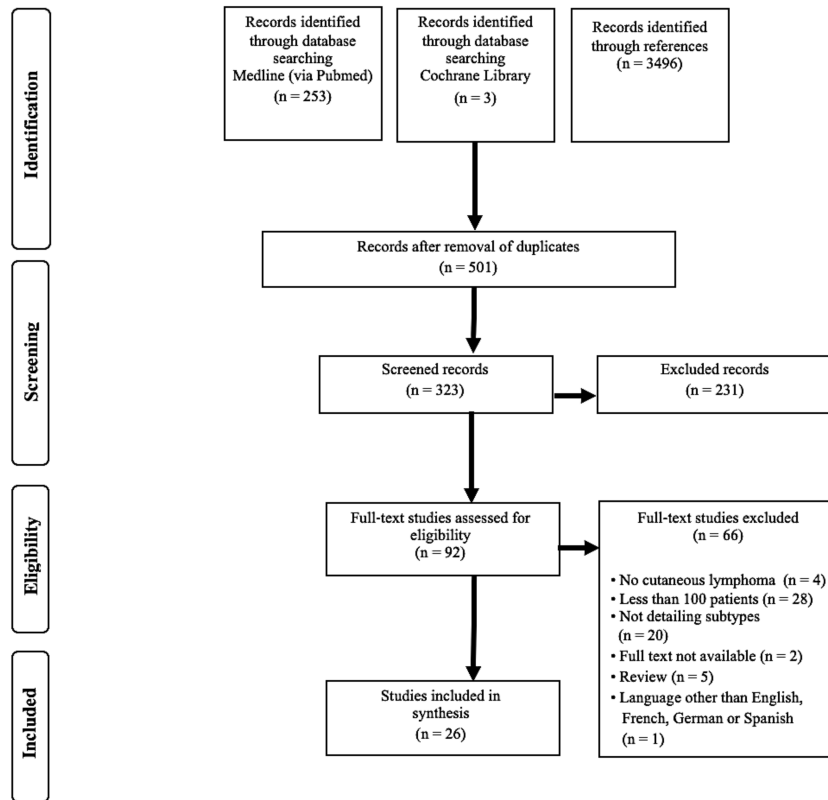 Identification
Records identified
through database
searching
Medline (via Pubmed)
(n = 253)
Records identified
through database
searching
Cochrane Library
(n = 3)
Records identified
through references
(n = 3496)
Records after removal of duplicates
(n = 501)
Screening
Screened records
(n = 323)
Excluded records
(n = 231)
Eligibility
Full-text studies assessed for
eligibility
(n = 92)
Full-text studies excluded
(n = 66)
• No cutaneous lymphoma (n = 4)
• Less than 100 patients (n = 28)
• Not detailing subtypes
(n = 20)
• Full text not available (n = 2)
• Review (n = 5)
• Language other than English,
French, German or Spanish
(n = 1)
Included
Studies included in
synthesis
(n = 26)